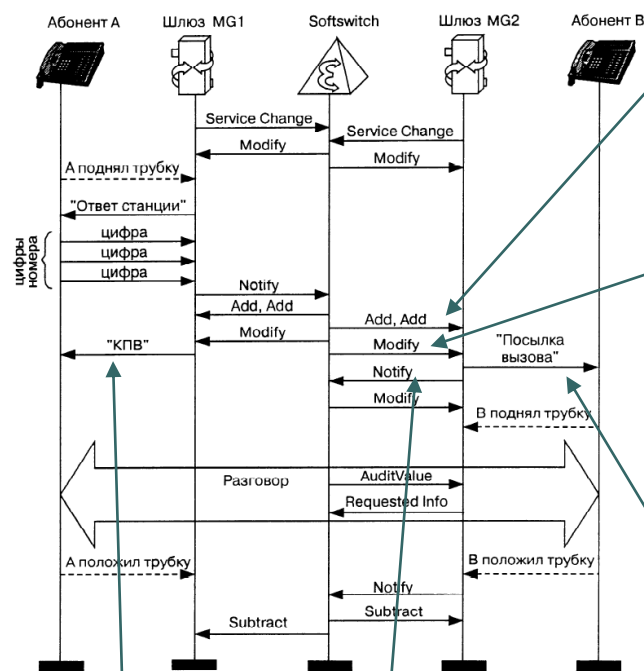 Абонент А Шлюз MG1 Softswitch Шлюз MG2 Абонент В
Service Change
Service Change
Modify
Modify
А поднял трубку
"Ответ станции"
цифры
номера
цифра
цифра
цифра
Notify
Add, Add
Add, Add
Modify
Modify
"КПВ"
"Посылка
вызова"
Notify
Modify
В поднял трубку
Разговор
AuditValue
Requested Info
А положил трубку
В положил трубку
Notify
Subtract
Subtract